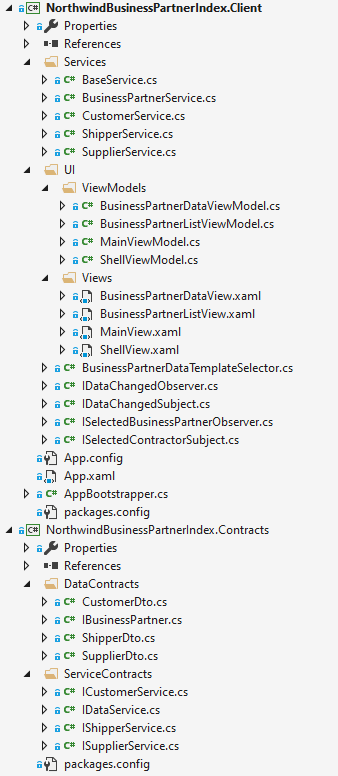 NorthwindBusinessPartnerIndex.Client
Properties
References
Services
BaseService.cs
BusinessPartnerService.cs
CustomerService.cs
ShipperService.cs
SupplierService.cs
UI
ViewModels
BusinessPartnerDataViewModel.cs
BusinessPartnerListViewModel.cs
MainViewModel.cs
ShellViewModel.cs
Views
BusinessPartnerDataView.xaml
BusinessPartnerListView.xaml
MainView.xaml
ShellView.xaml
BusinessPartnerDataTemplateSelector.cs
IDataChangedObserver.cs
IDataChangedSubject.cs
ISelectedBusinessPartnerObserver.cs
ISelectedContractorSubject.cs
App.config
App.xaml
AppBootstrapper.cs
packages.config
NorthwindBusinessPartnerIndex.Contracts
Properties
References
DataContracts
CustomerDto.cs
IBusinessPartner.cs
ShipperDto.cs
SupplierDto.cs
ServiceContracts
ICustomerService.cs
IDataService.cs
IShipperService.cs
ISupplierService.cs
packages.config